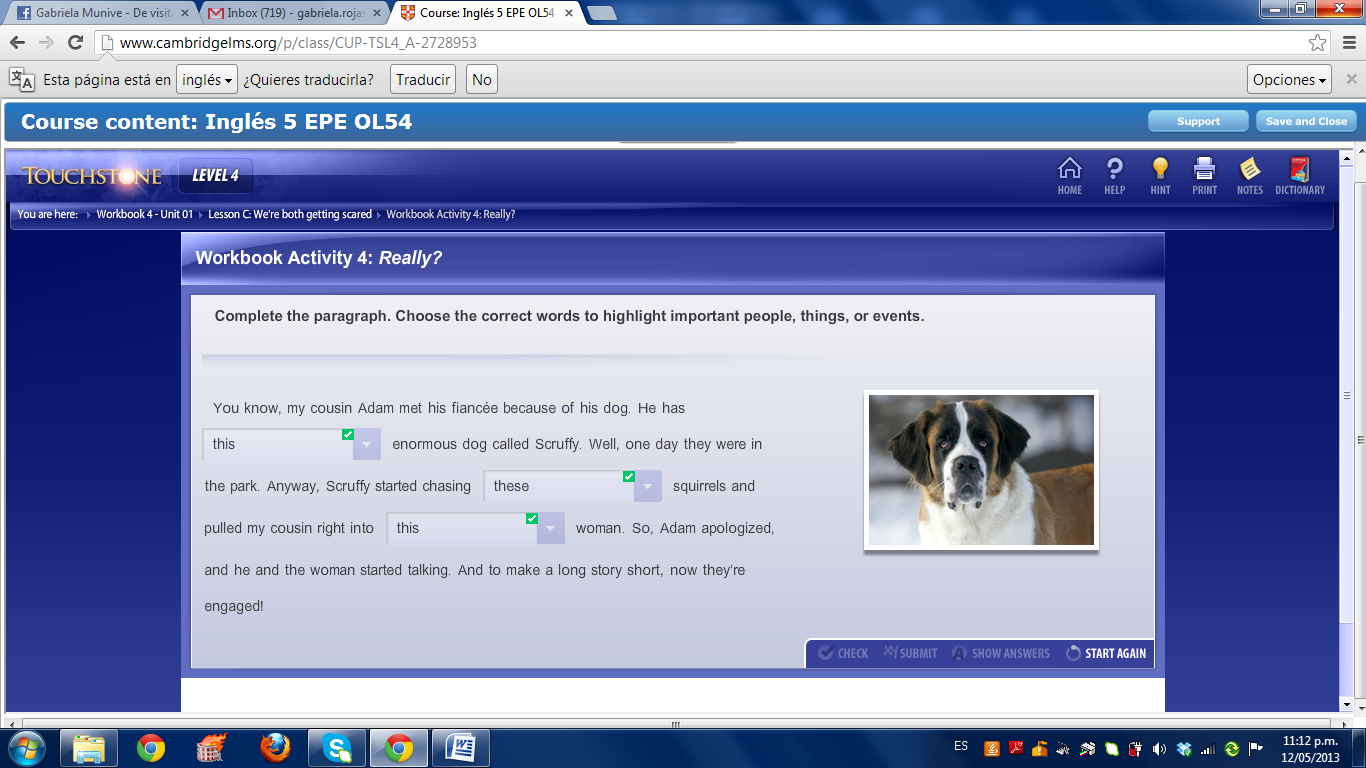 Gabriela Munive - De visita
Inbox (719) - gabriela.rojas
Course: Inglés 5 EPE OL54
www.cambridgelms.org/p/class/CUP-TSL4_A-2728953
Esta página está en inglés ¿Quieres traducirla? Traducir No Opciones
Course content: Inglés 5 EPE OL54 Support Save and Close
TOUCHSTONE LEVEL 4 HOME HELP HINT PRINT NOTES DICTIONARY
You are here: Workbook 4 - Unit 01 Lesson C: We're both getting scared Workbook Activity 4: Really?
Workbook Activity 4: Really?
Complete the paragraph. Choose the correct words to highlight important people, things, or events.
You know, my cousin Adam met his fiancée because of his dog. He has
this enormous dog called Scruffy. Well, one day they were in
the park. Anyway, Scruffy started chasing these squirrels and
pulled my cousin right into this woman. So, Adam apologized,
and he and the woman started talking. And to make a long story short, now they're
engaged!
CHECK SUBMIT SHOW ANSWERS START AGAIN
ES 11:12 p.m.
12/05/2013